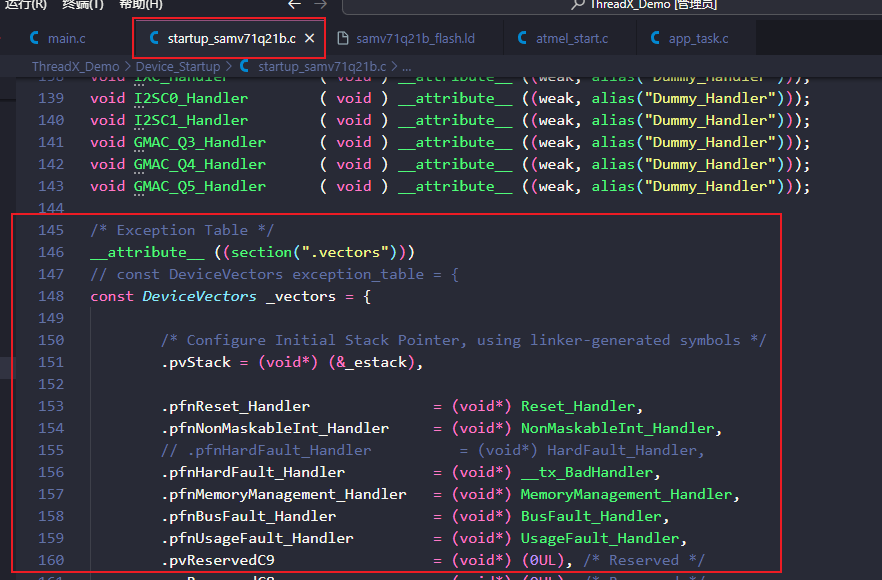 运行(R) 终端(T) 帮助(H) ← → ThreadX_Demo [管理员]
main.c startup_samv71q21b.c × samv71q21b_flash.ld atmel_start.c app_task.c
ThreadX_Demo > Device_Startup > startup_samv71q21b.c > ...
138 void IXC_Handler ( void ) __attribute__ ((weak, alias("Dummy_Handler")));
139 void I2SC0_Handler ( void ) __attribute__ ((weak, alias("Dummy_Handler")));
140 void I2SC1_Handler ( void ) __attribute__ ((weak, alias("Dummy_Handler")));
141 void GMAC_Q3_Handler ( void ) __attribute__ ((weak, alias("Dummy_Handler")));
142 void GMAC_Q4_Handler ( void ) __attribute__ ((weak, alias("Dummy_Handler")));
143 void GMAC_Q5_Handler ( void ) __attribute__ ((weak, alias("Dummy_Handler")));
144
145 /* Exception Table */
146 __attribute__ ((section(".vectors")))
147 // const DeviceVectors exception_table = {
148 const DeviceVectors _vectors = {
149
150 /* Configure Initial Stack Pointer, using linker-generated symbols */
151 .pvStack = (void*) (&_estack),
152
153 .pfnReset_Handler = (void*) Reset_Handler,
154 .pfnNonMaskableInt_Handler = (void*) NonMaskableInt_Handler,
155 // .pfnHardFault_Handler = (void*) HardFault_Handler,
156 .pfnHardFault_Handler = (void*) __tx_BadHandler,
157 .pfnMemoryManagement_Handler = (void*) MemoryManagement_Handler,
158 .pfnBusFault_Handler = (void*) BusFault_Handler,
159 .pfnUsageFault_Handler = (void*) UsageFault_Handler,
160 .pvReservedC9 = (void*) (0UL), /* Reserved */